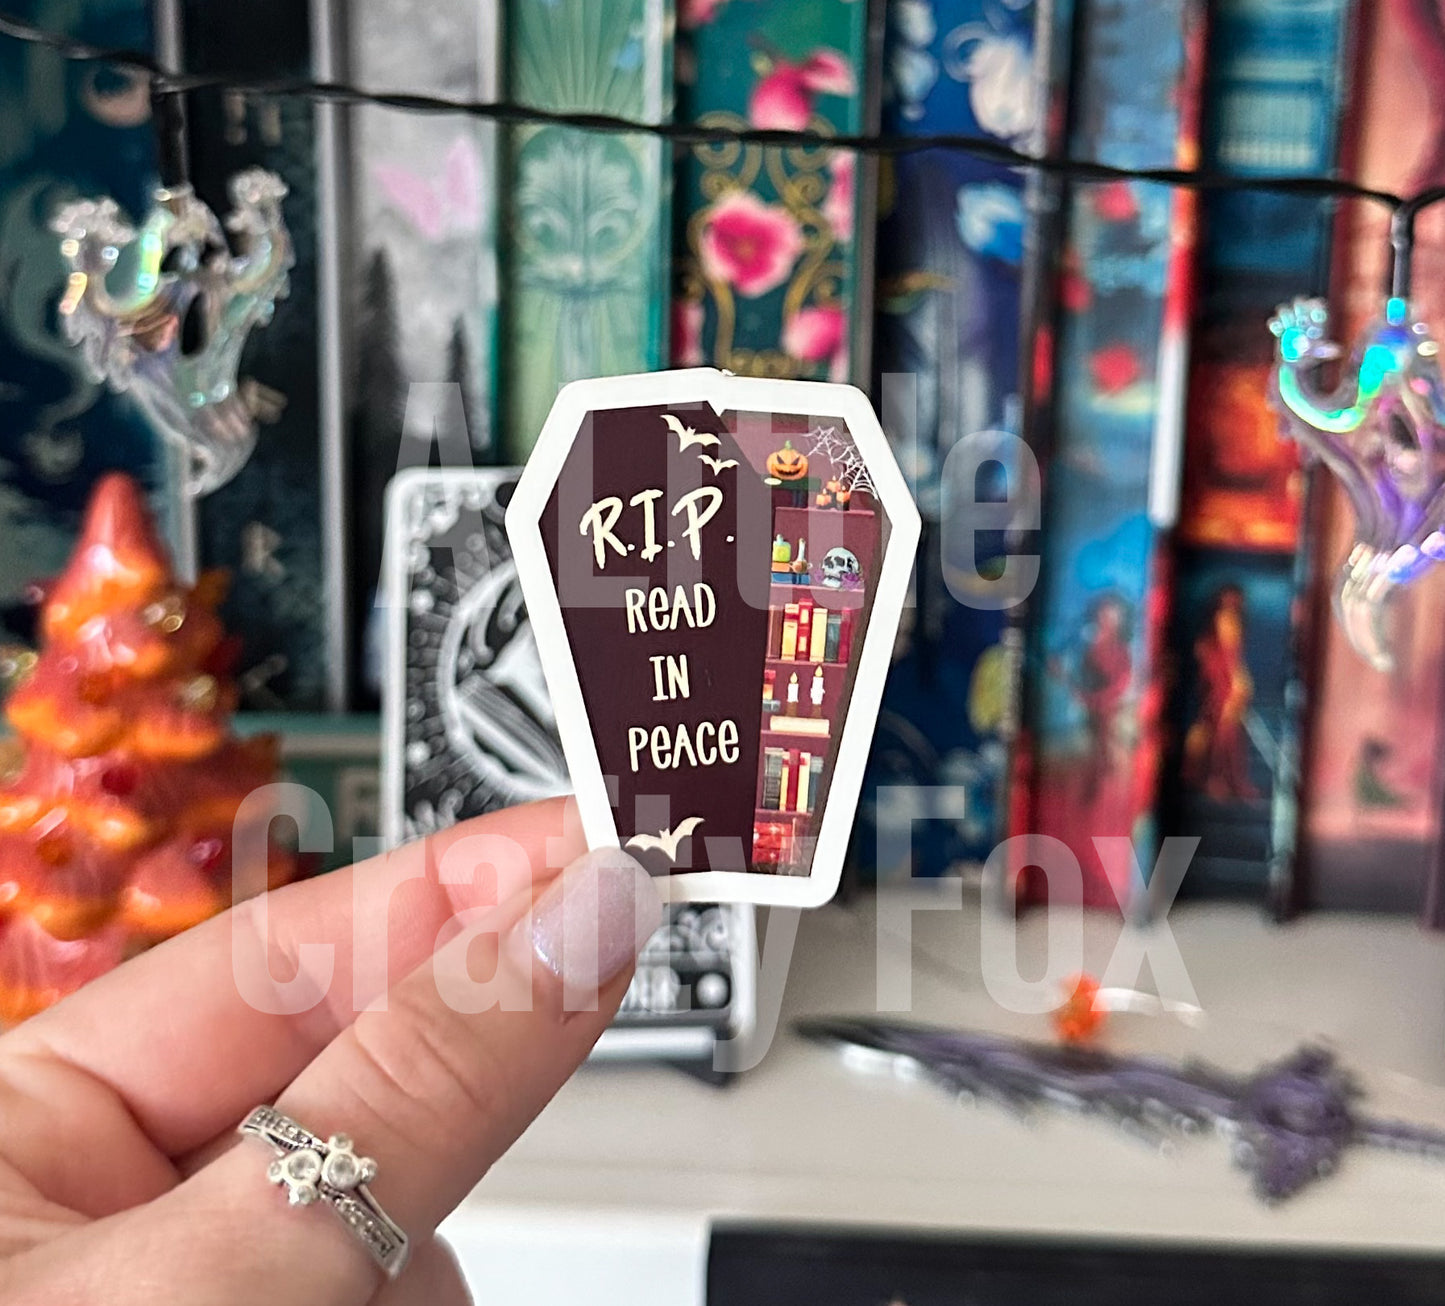 A Little
R.I.P.
READ
IN
PEACE
Crafty Fox